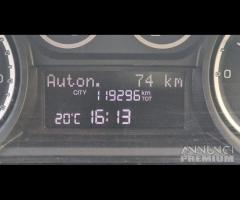 Auton. 74 km
CITY 119296 km TOT
20°C 16:13
ANNUNCI
PREMIUM